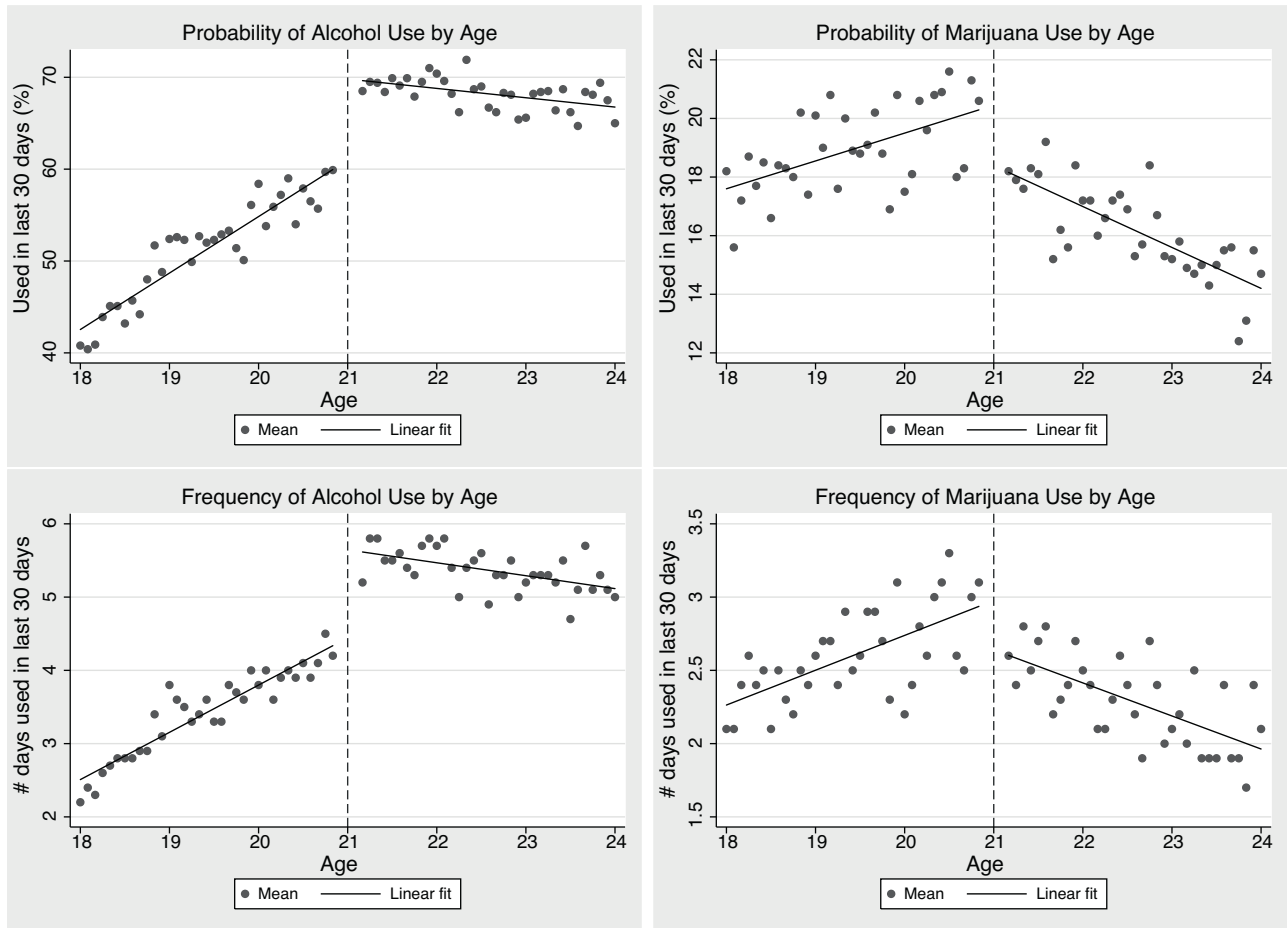 Probability of Alcohol Use by Age
Used in last 30 days (%)
70
60
50
40
18 19 20 21 22 23 24
Age
Mean Linear fit
Probability of Marijuana Use by Age
Used in last 30 days (%)
22
20
18
16
14
12
18 19 20 21 22 23 24
Age
Mean Linear fit
Frequency of Alcohol Use by Age
# days used in last 30 days
6
5
4
3
2
18 19 20 21 22 23 24
Age
Mean Linear fit
Frequency of Marijuana Use by Age
# days used in last 30 days
3.5
3
2.5
2
1.5
18 19 20 21 22 23 24
Age
Mean Linear fit